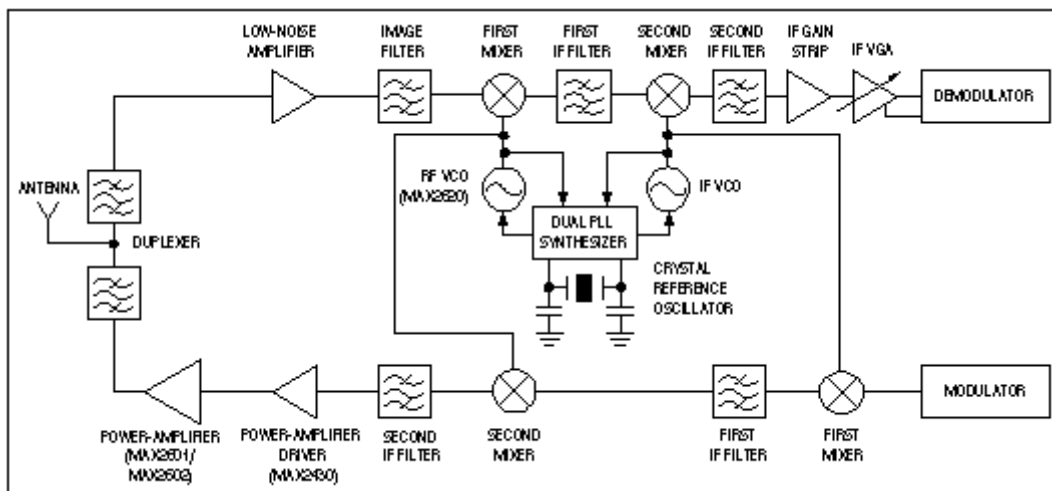 LOW-NOISE
AMPLIFIER
IMAGE
FILTER
FIRST
MIXER
FIRST
IF FILTER
SECOND
MIXER
SECOND
IF FILTER
IF GAIN
STRIP
IF VGA
DEMODULATOR
ANTENNA
DUPLEXER
RF VCO
(MAX2620)
IF VCO
DUAL PLL
SYNTHESIZER
CRYSTAL
REFERENCE
OSCILLATOR
MODULATOR
POWER-AMPLIFIER
(MAX2601/
MAX2602)
POWER-AMPLIFIER
DRIVER
(MAX2430)
SECOND
IF FILTER
SECOND
MIXER
FIRST
IF FILTER
FIRST
MIXER